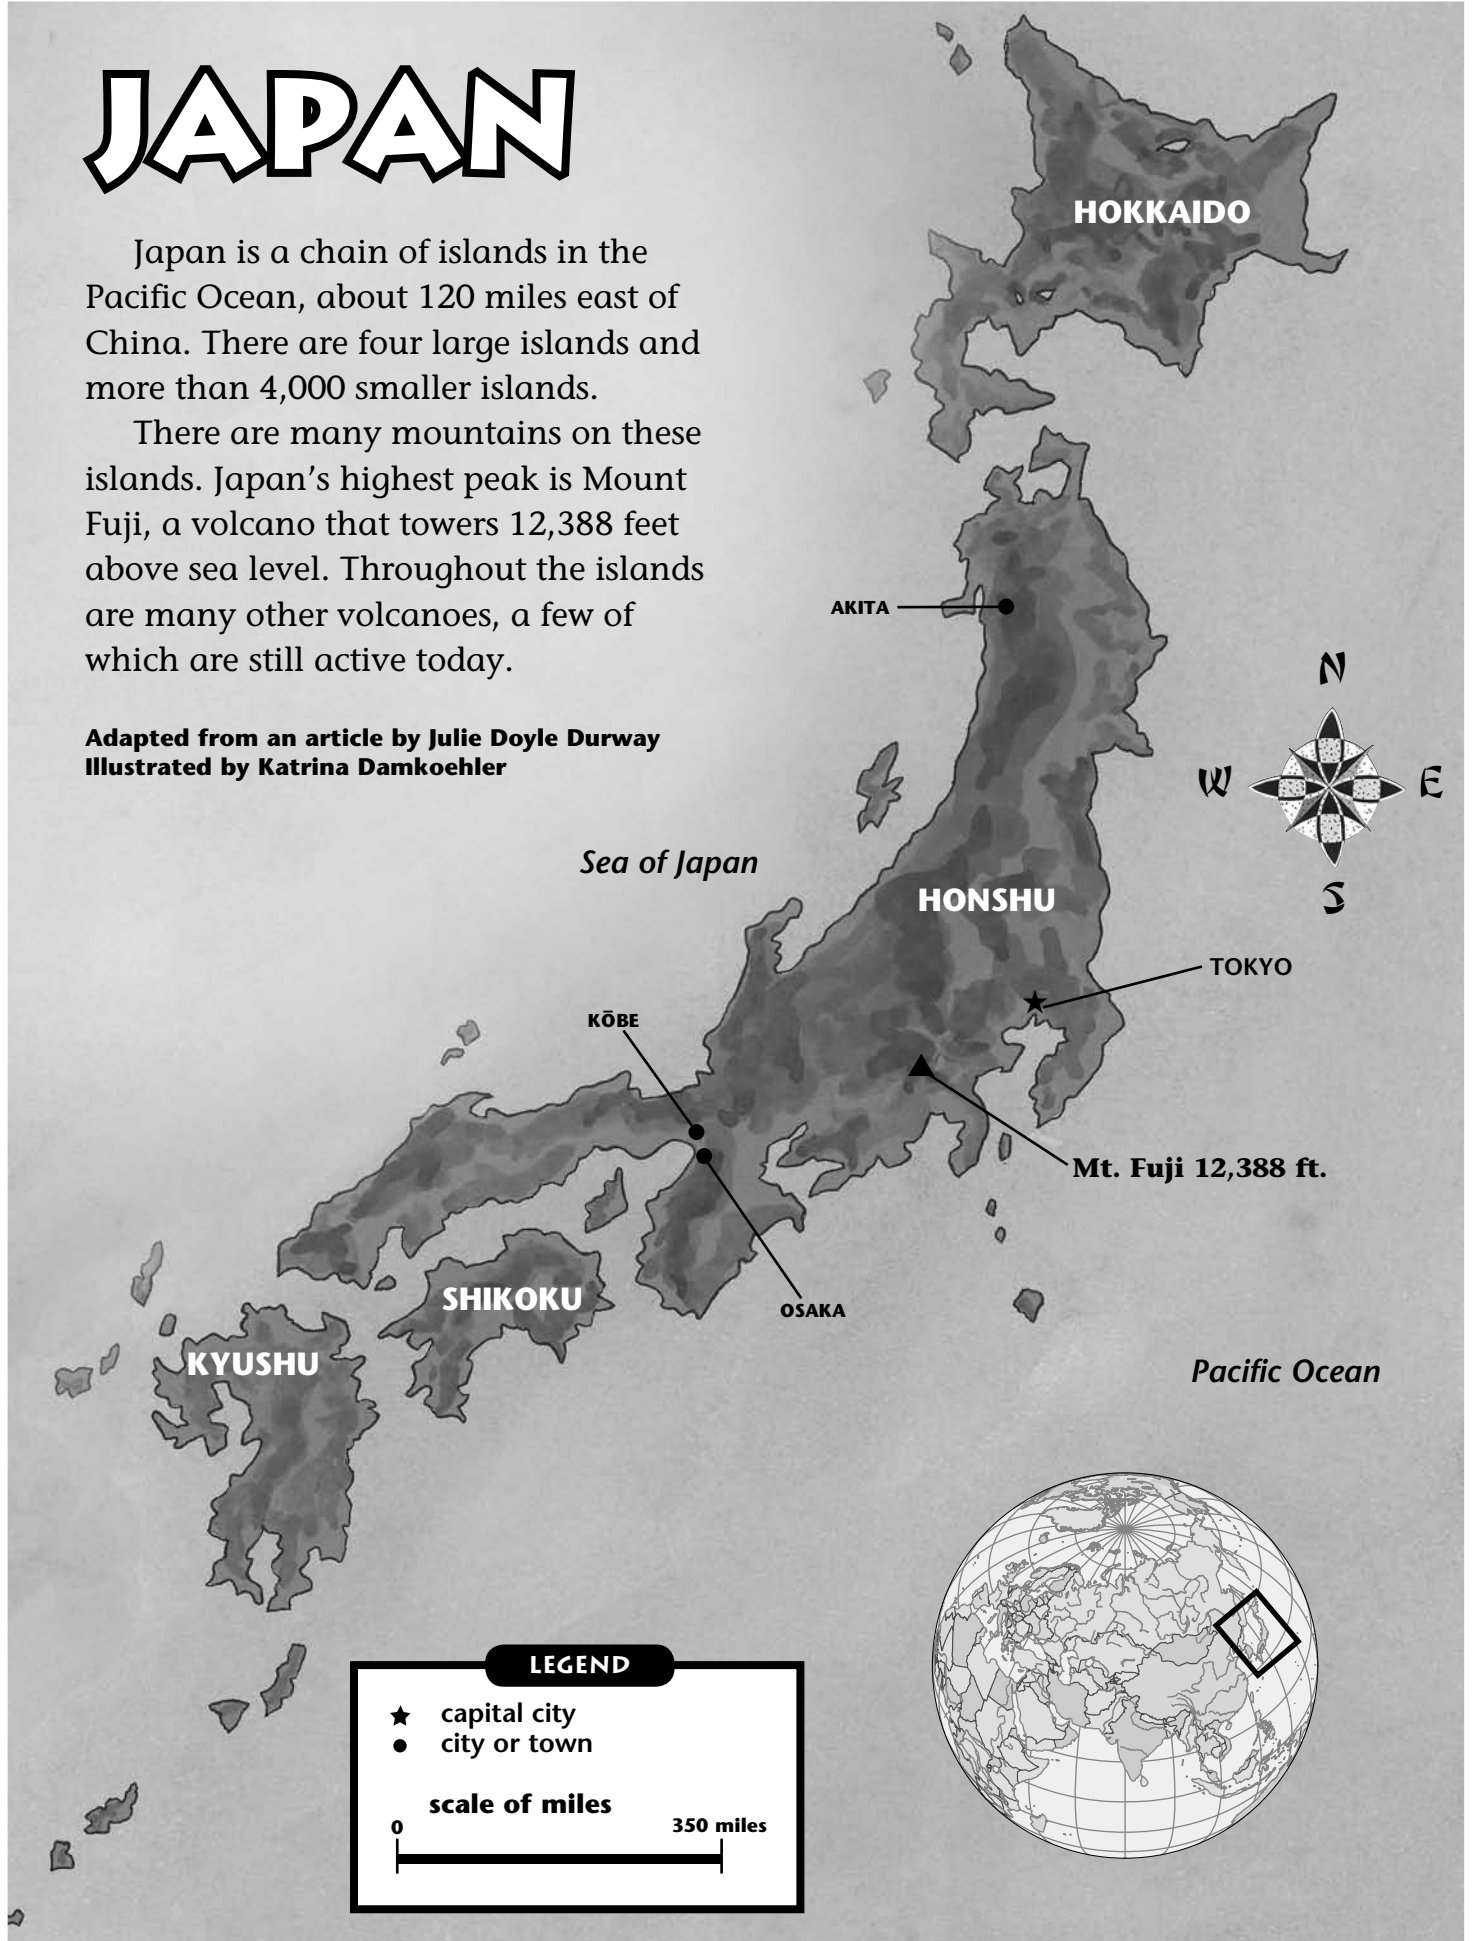 JAPAN
Japan is a chain of islands in the
Pacific Ocean, about 120 miles east of
China. There are four large islands and
more than 4,000 smaller islands.
There are many mountains on these
islands. Japan’s highest peak is Mount
Fuji, a volcano that towers 12,388 feet
above sea level. Throughout the islands
are many other volcanoes, a few of
which are still active today.
Adapted from an article by Julie Doyle Durway
Illustrated by Katrina Damkoehler
HOKKAIDO
AKITA
N
W
E
S
Sea of Japan
HONSHU
TOKYO
KŌBE
Mt. Fuji 12,388 ft.
SHIKOKU
OSAKA
KYUSHU
Pacific Ocean
LEGEND
capital city
city or town
scale of miles
0
350 miles